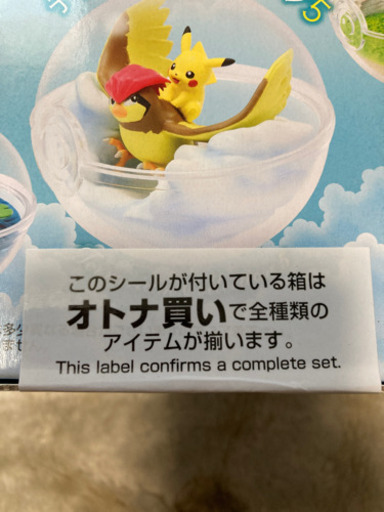 5
このシールが付いている箱は
オトナ買いで全種類の
アイテムが揃います。
This label confirms a complete set.